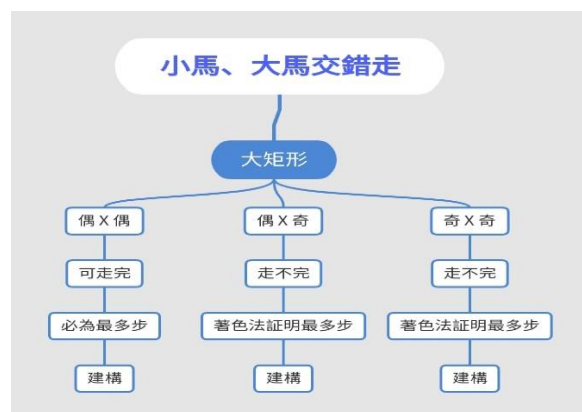 小馬、大馬交錯走
大矩形
偶X偶
偶X奇
奇X奇
可走完
走不完
走不完
必為最多步
著色法証明最多步
著色法証明最多步
建構
建構
建構